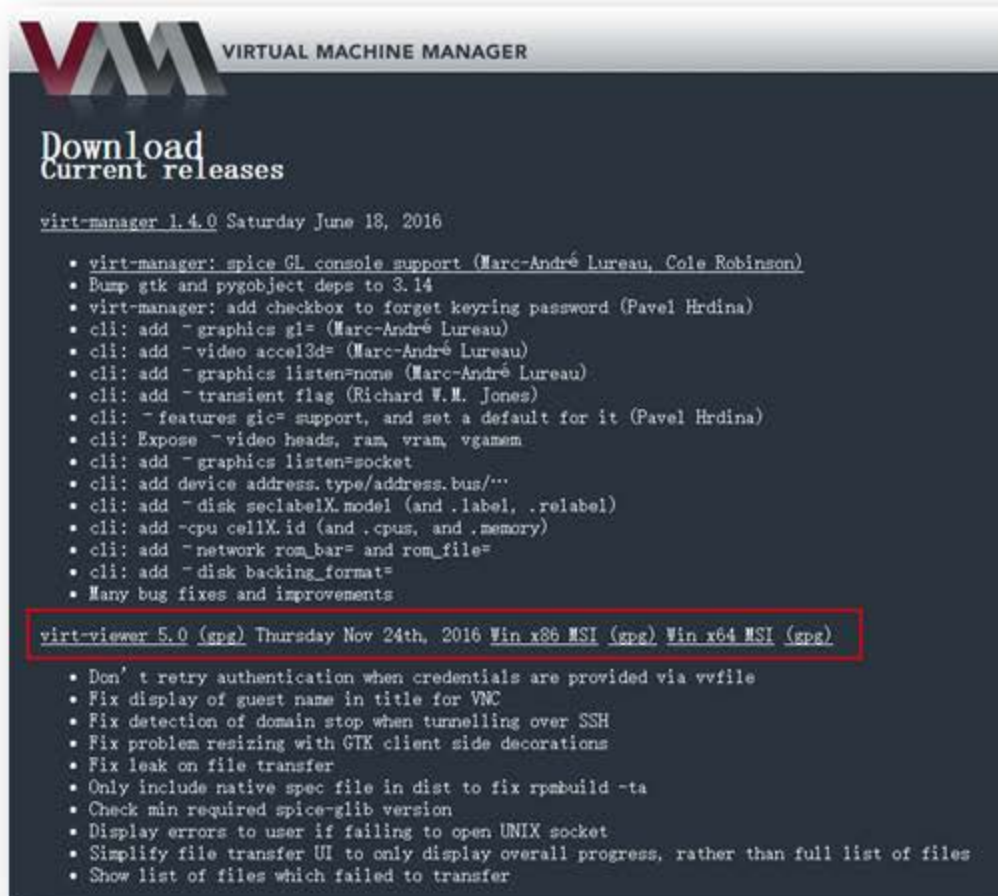 VM VIRTUAL MACHINE MANAGER
Download
Current releases
virt-manager 1.4.0 Saturday June 18, 2016
• virt-manager: spice GL console support (Marc-André Lureau, Cole Robinson)
• Bump gtk and pygobject deps to 3.14
• virt-manager: add checkbox to forget keyring password (Pavel Hrdina)
• cli: add –graphics gl= (Marc-André Lureau)
• cli: add –video accel3d= (Marc-André Lureau)
• cli: add –graphics listen=none (Marc-André Lureau)
• cli: add –transient flag (Richard W.M. Jones)
• cli: –features gic= support, and set a default for it (Pavel Hrdina)
• cli: Expose –video heads, ram, vram, vgamem
• cli: add –graphics listen=socket
• cli: add device address.type/address.bus/…
• cli: add –disk seclabelX.model (and .label, .relabel)
• cli: add -cpu cellX.id (and .cpus, and .memory)
• cli: add –network rom_bar= and rom_file=
• cli: add –disk backing_format=
• Many bug fixes and improvements
virt-viewer 5.0 (gpg) Thursday Nov 24th, 2016 Win x86 MSI (gpg) Win x64 MSI (gpg)
• Don’t retry authentication when credentials are provided via vvfile
• Fix display of guest name in title for VNC
• Fix detection of domain stop when tunnelling over SSH
• Fix problem resizing with GTK client side decorations
• Fix leak on file transfer
• Only include native spec file in dist to fix rpmbuild -ta
• Check min required spice-glib version
• Display errors to user if failing to open UNIX socket
• Simplify file transfer UI to only display overall progress, rather than full list of files
• Show list of files which failed to transfer